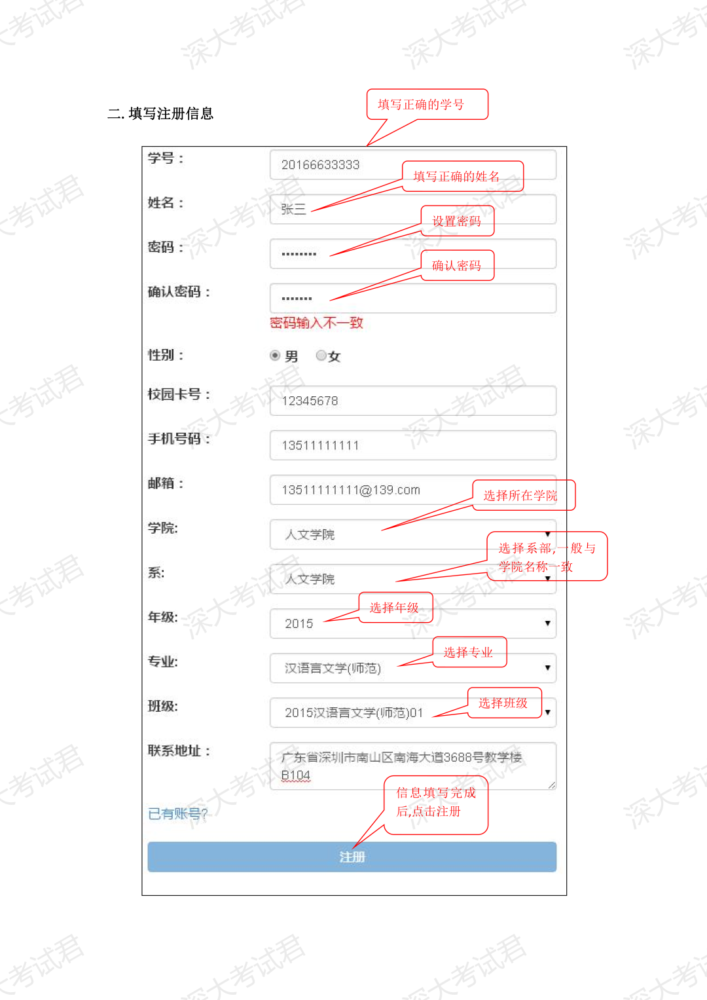 填写正确的学号
二. 填写注册信息
学号：
20166633333
填写正确的姓名
姓名：
张三
设置密码
密码：
••••••••
确认密码
确认密码：
•••••••
密码输入不一致
性别：
男 女
校园卡号：
12345678
手机号码：
13511111111
邮箱：
13511111111@139.com
选择所在学院
学院:
人文学院
选择系部,一般与
学院名称一致
系:
人文学院
选择年级
年级:
2015
选择专业
专业:
汉语言文学(师范)
选择班级
班级:
2015汉语言文学(师范)01
联系地址：
广东省深圳市南山区南海大道3688号教学楼
B104
信息填写完成
后,点击注册
已有账号?
注册
深大考试君